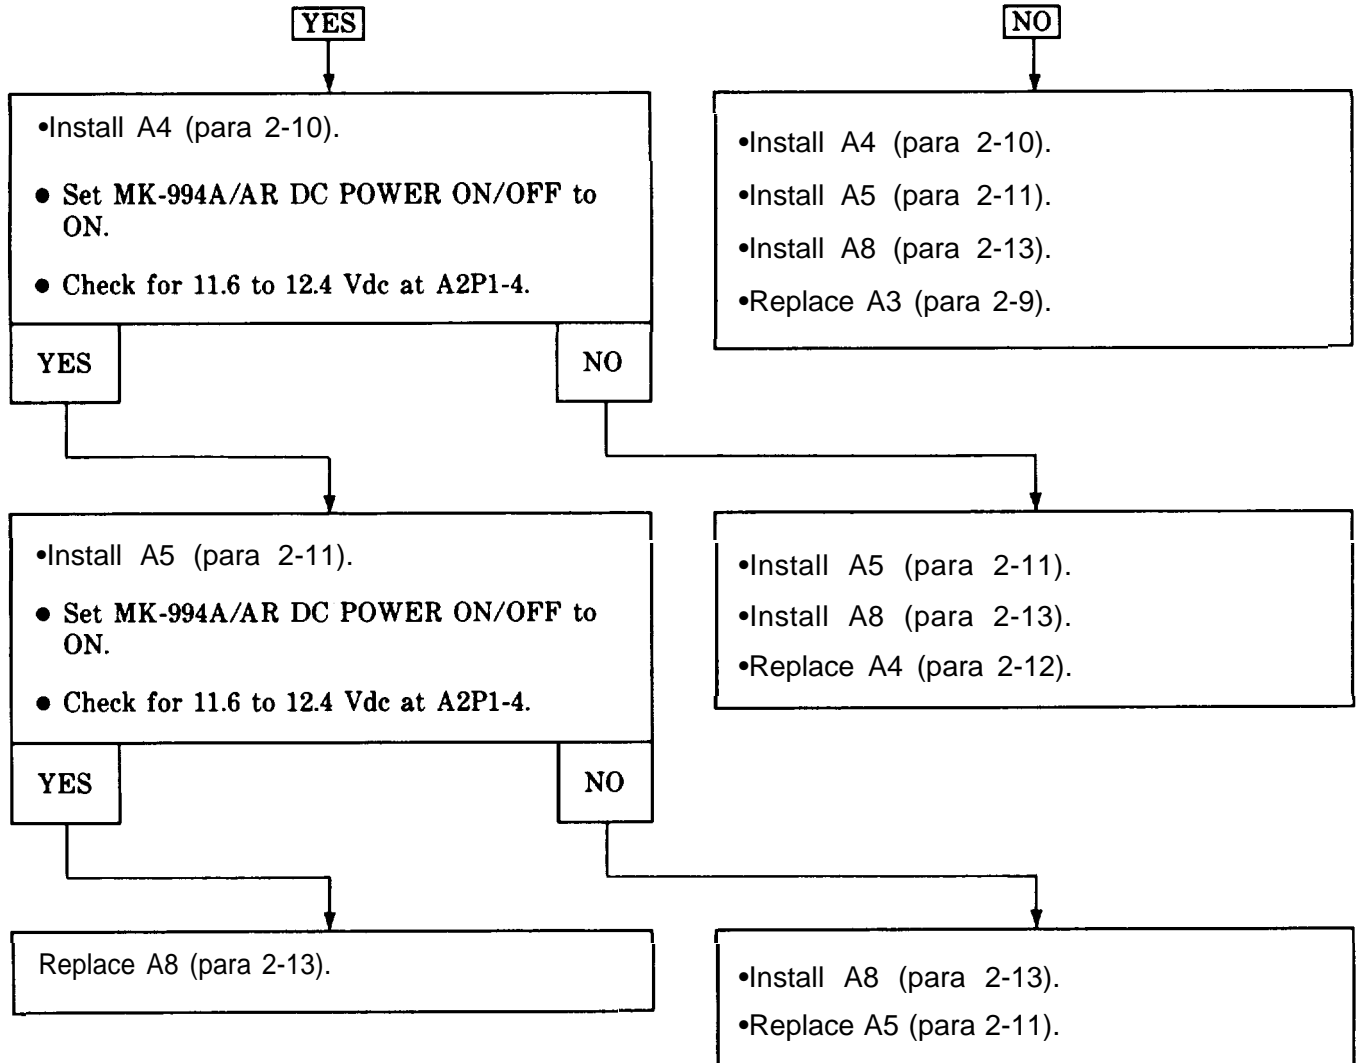 YES
NO
•Install A4 (para 2-10).
● Set MK-994A/AR DC POWER ON/OFF to
ON.
● Check for 11.6 to 12.4 Vdc at A2P1-4.
YES
NO
•Install A4 (para 2-10).
•Install A5 (para 2-11).
•Install A8 (para 2-13).
•Replace A3 (para 2-9).
•Install A5 (para 2-11).
● Set MK-994A/AR DC POWER ON/OFF to
ON.
● Check for 11.6 to 12.4 Vdc at A2P1-4.
YES
NO
•Install A5 (para 2-11).
•Install A8 (para 2-13).
•Replace A4 (para 2-12).
Replace A8 (para 2-13).
•Install A8 (para 2-13).
•Replace A5 (para 2-11).